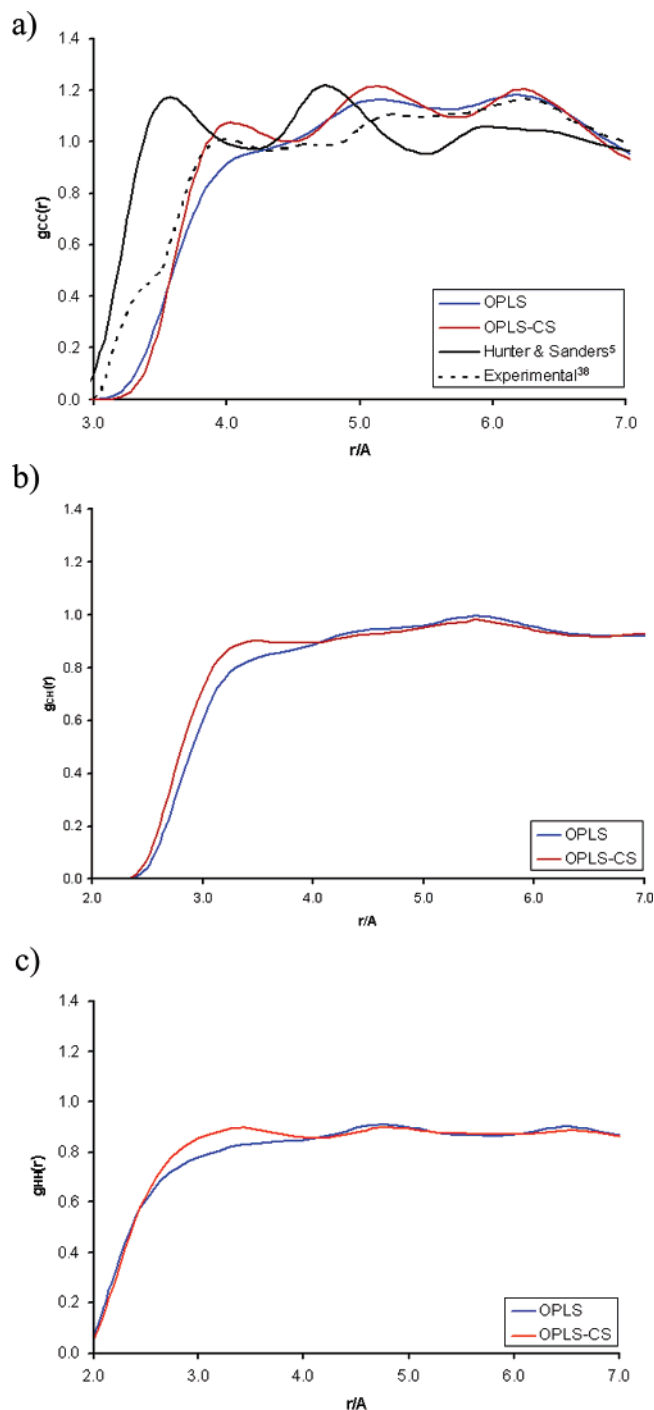 a)
1.4
1.2
1.0
0.8
0.6
0.4
0.2
0.0
gCC(r)
OPLS
OPLS-CS
Hunter & Sanders⁵
Experimental³⁸
3.0 4.0 5.0 6.0 7.0
r/A
b)
1.4
1.2
1.0
0.8
0.6
0.4
0.2
0.0
gCH(r)
OPLS
OPLS-CS
2.0 3.0 4.0 5.0 6.0 7.0
r/A
c)
1.4
1.2
1.0
0.8
0.6
0.4
0.2
0.0
gHH(r)
OPLS
OPLS-CS
2.0 3.0 4.0 5.0 6.0 7.0
r/A